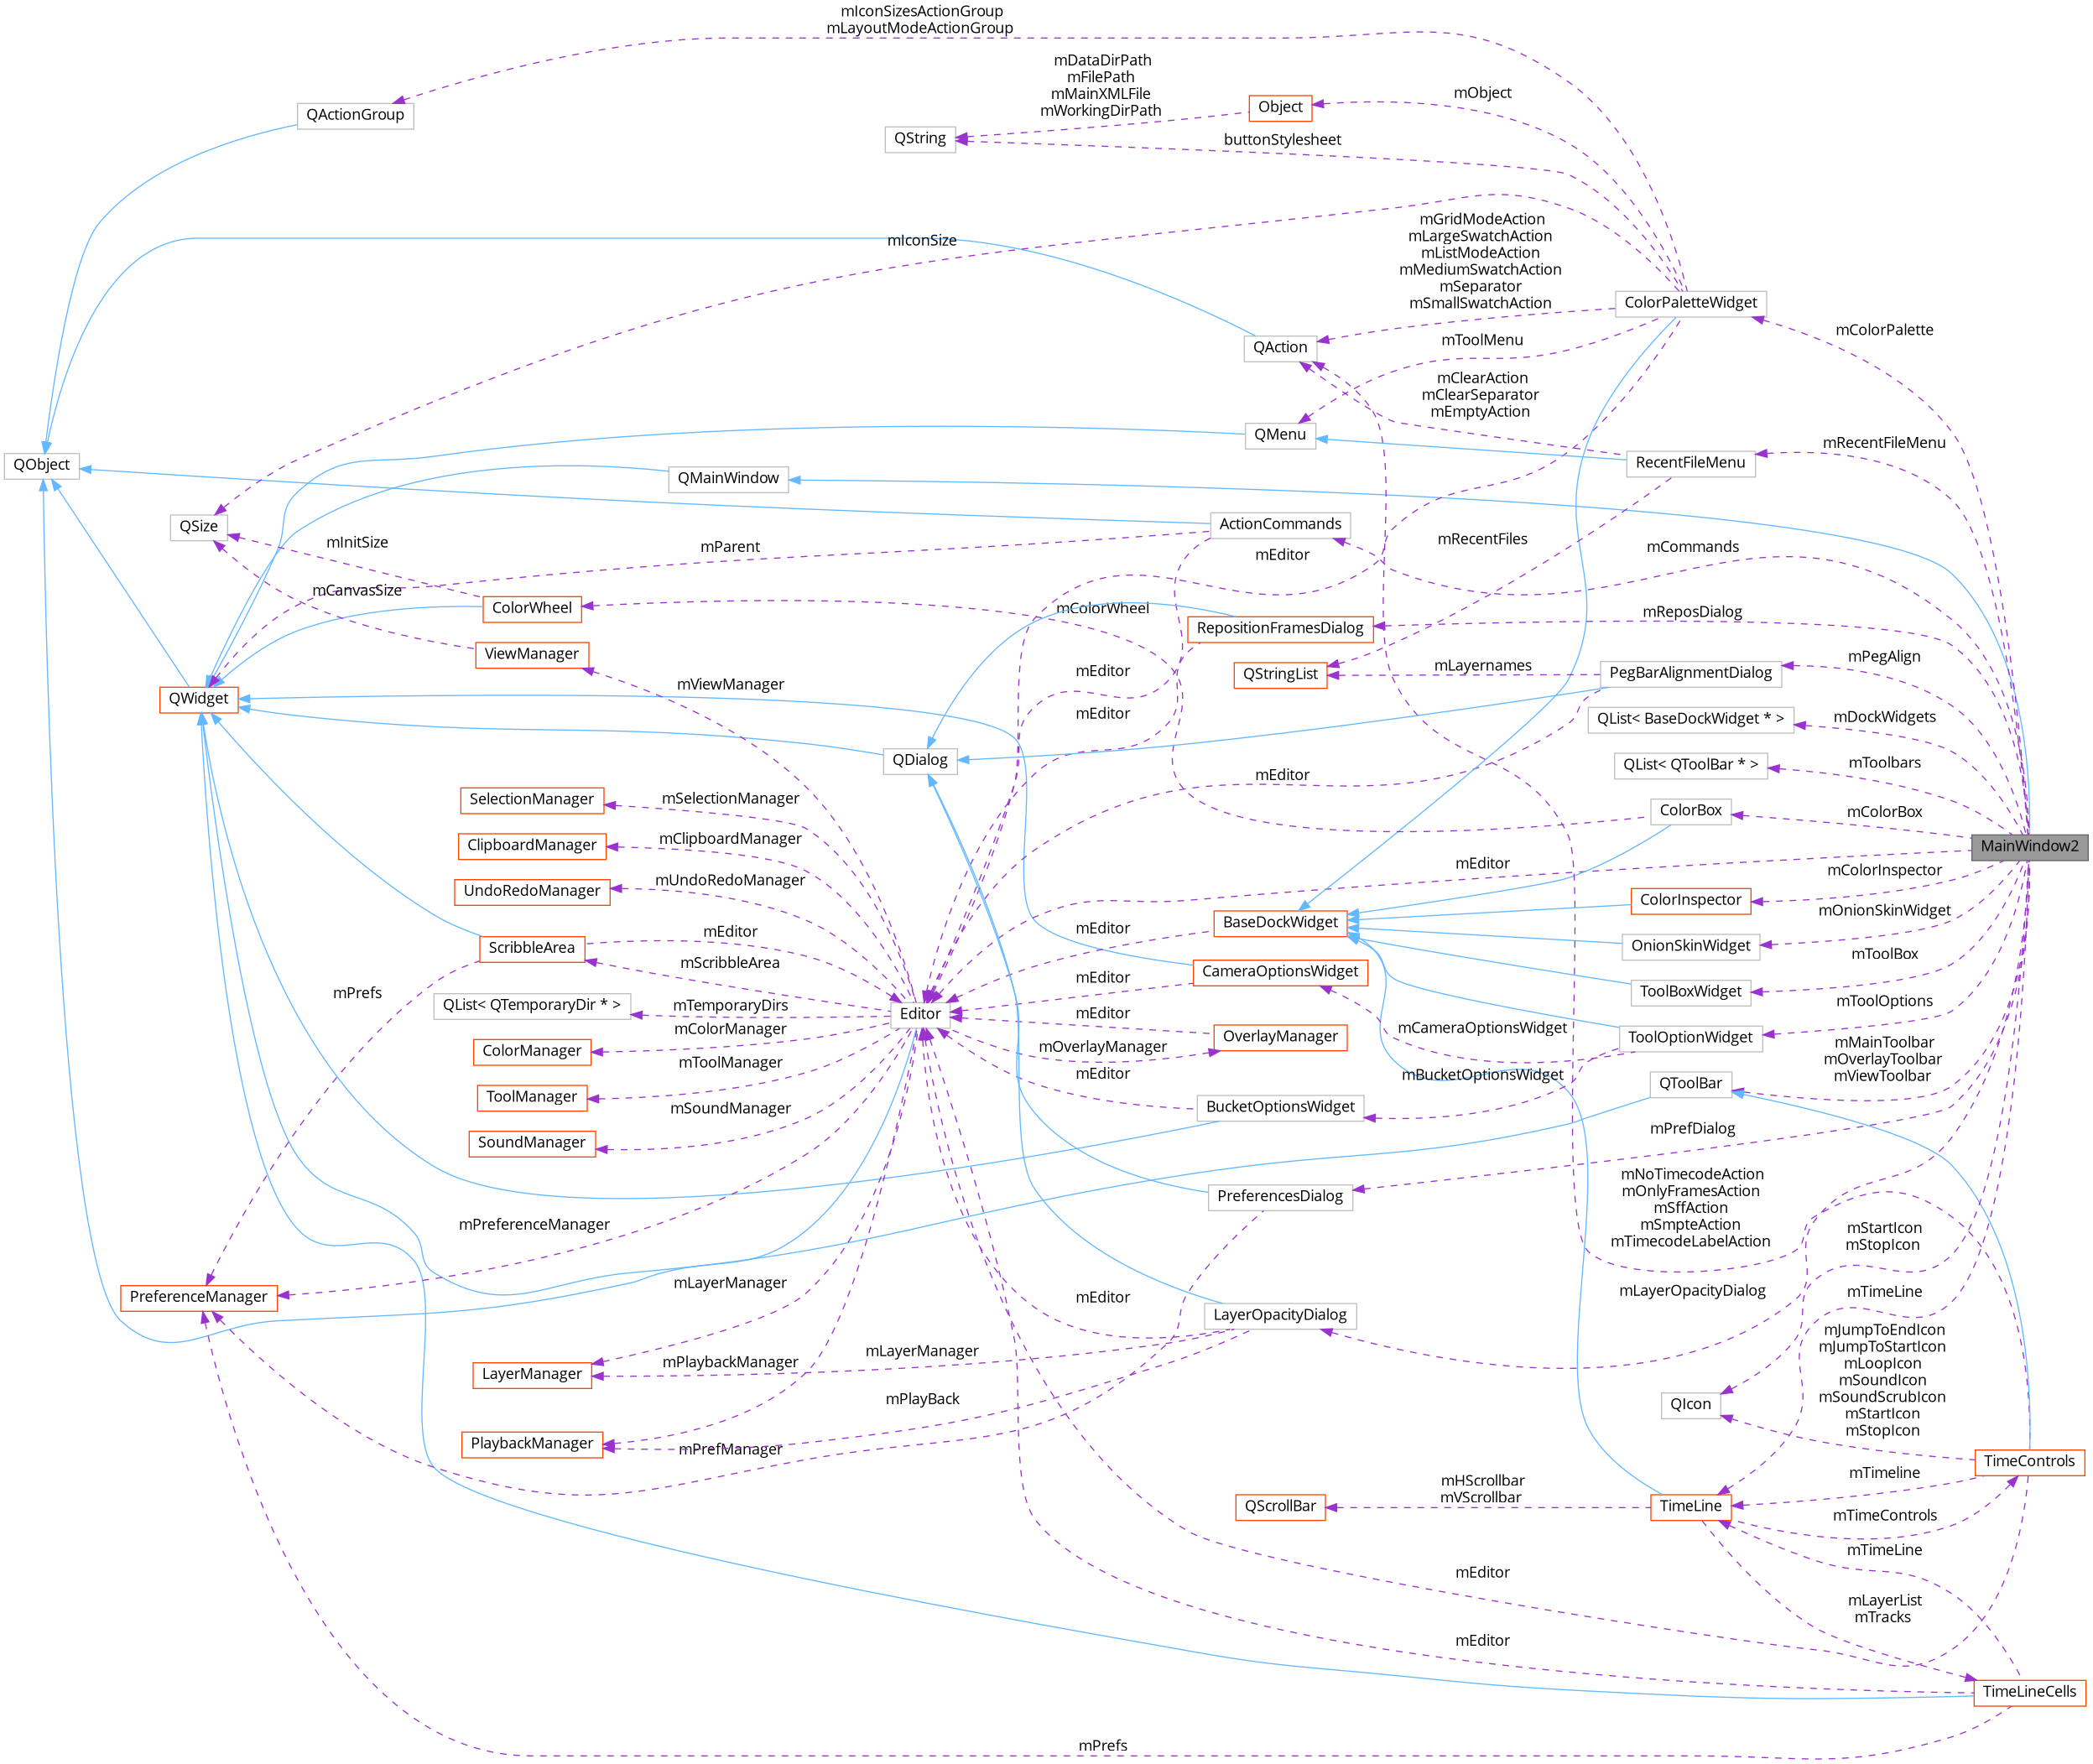 mIconSizesActionGroup
mLayoutModeActionGroup
mDataDirPath
mFilePath
mMainXMLFile
mWorkingDirPath
Object
mObject
QActionGroup
QString
buttonStylesheet
mIconSize
mGridModeAction
mLargeSwatchAction
mListModeAction
mMediumSwatchAction
mSeparator
mSmallSwatchAction
ColorPaletteWidget
mColorPalette
QAction
mToolMenu
mClearAction
mClearSeparator
mEmptyAction
QMenu
mRecentFileMenu
QObject
QMainWindow
RecentFileMenu
QSize
ActionCommands
mInitSize
mParent
mEditor
mRecentFiles
mCommands
mCanvasSize
ColorWheel
mColorWheel
RepositionFramesDialog
mReposDialog
ViewManager
mViewManager
mEditor
QStringList
mLayernames
PegBarAlignmentDialog
mPegAlign
QWidget
mEditor
QList< BaseDockWidget * >
mDockWidgets
QDialog
mEditor
QList< QToolBar * >
mToolbars
SelectionManager
mSelectionManager
ColorBox
mColorBox
ClipboardManager
mClipboardManager
MainWindow2
mEditor
UndoRedoManager
mUndoRedoManager
ColorInspector
mColorInspector
BaseDockWidget
mEditor
mOnionSkinWidget
ScribbleArea
mEditor
mScribbleArea
OnionSkinWidget
mToolBox
CameraOptionsWidget
mEditor
mPrefs
QList< QTemporaryDir * >
mTemporaryDirs
Editor
ToolBoxWidget
mToolOptions
ColorManager
mColorManager
mEditor
OverlayManager
mOverlayManager
mCameraOptionsWidget
ToolOptionWidget
mMainToolbar
mOverlayToolbar
mViewToolbar
ToolManager
mToolManager
mEditor
mBucketOptionsWidget
QToolBar
BucketOptionsWidget
SoundManager
mSoundManager
mPrefDialog
PreferencesDialog
mNoTimecodeAction
mOnlyFramesAction
mSffAction
mSmpteAction
mTimecodeLabelAction
mPreferenceManager
mStartIcon
mStopIcon
PreferenceManager
mLayerManager
mEditor
LayerOpacityDialog
mLayerOpacityDialog
mTimeLine
LayerManager
mPlaybackManager
mLayerManager
mJumpToEndIcon
mJumpToStartIcon
mLoopIcon
mSoundIcon
mSoundScrubIcon
mStartIcon
mStopIcon
QIcon
mPlayBack
PlaybackManager
mPrefManager
TimeControls
mTimeline
mHScrollbar
mVScrollbar
QScrollBar
TimeLine
mTimeControls
mTimeLine
mEditor
mLayerList
mTracks
mEditor
TimeLineCells
mPrefs